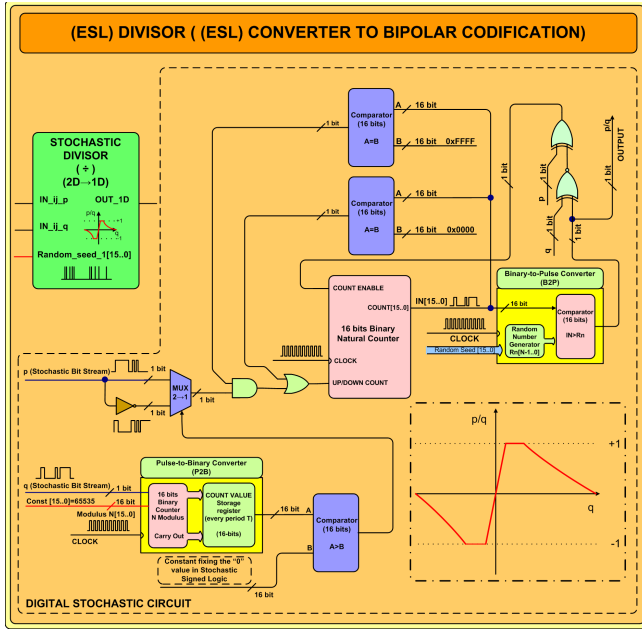 (ESL) DIVISOR ( (ESL) CONVERTER TO BIPOLAR CODIFICATION)
STOCHASTIC
DIVISOR
( ÷ )
(2D→1D)
IN_ij_p
OUT_1D
p/q
+1
IN_ij_q
q
-1
Random_seed_1[15..0]
1 bit
Comparator
(16 bits)
A=B
A
16 bit
B
16 bit
0xFFFF
1 bit
Comparator
(16 bits)
A=B
A
16 bit
B
16 bit
0x0000
1 bit
p
1 bit
q
1 bit
1 bit
1 bit
p/q
OUTPUT
COUNT ENABLE
COUNT[15..0]
16 bits Binary
Natural Counter
CLOCK
UP/DOWN COUNT
IN[15..0]
CLOCK
Random Seed [15..0]
Binary-to-Pulse Converter
(B2P)
16 bit
Random
Number
Generator
Rn[N-1..0]
Comparator
(16 bits)
IN>Rn
p (Stochastic Bit Stream)
1 bit
1 bit
MUX
2→1
1 bit
q (Stochastic Bit Stream)
1 bit
Const [15..0]=65535
16 bit
Modulus N[15..0]
CLOCK
Pulse-to-Binary Converter
(P2B)
16 bits
Binary
Counter
N Modulus
Carry Out
COUNT VALUE
Storage
register
(every period T)
(16-bits)
16 bit
A
B
Comparator
(16 bits)
A>B
Constant fixing the "0"
value in Stochastic
Signed Logic
16 bit
p/q
+1
q
-1
DIGITAL STOCHASTIC CIRCUIT